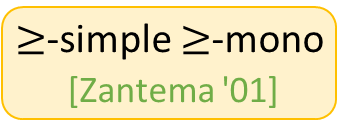 ≥-simple ≥-mono
[Zantema '01]